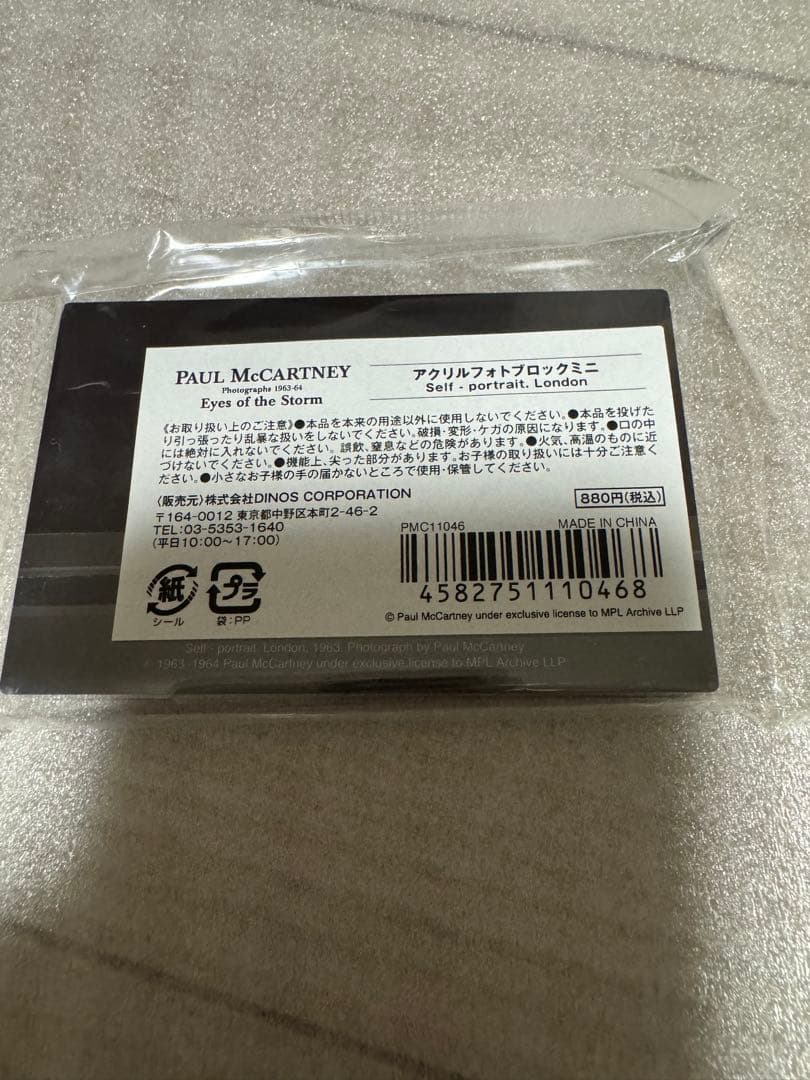 PAUL McCARTNEY
Photographs 1963-64
Eyes of the Storm
アクリルフォトブロックミニ
Self - portrait. London
《お取り扱い上のご注意》●本品を本来の用途以外に使用しないでください。●本品を投げた
り引っ張ったり乱暴な扱いをしないでください。破損・変形・ケガの原因になります。●口の中
には絶対に入れないでください。誤飲、窒息などの危険があります。●火気、高温のものに近
づけないでください。●機能上、尖った部分があります。お子様の取り扱いには十分ご注意くだ
さい。●小さなお子様の手の届かないところで使用・保管してください。
〈販売元〉株式会社DINOS CORPORATION
〒164-0012 東京都中野区本町2-46-2
TEL:03-5353-1640
(平日10:00〜17:00)
880円(税込)
PMC11046
MADE IN CHINA
4582751110468
紙
シール
プラ
袋:PP
© Paul McCartney under exclusive license to MPL Archive LLP
Self - portrait. London, 1963. Photograph by Paul McCartney
1963-1964 Paul McCartney under exclusive license to MPL Archive LLP